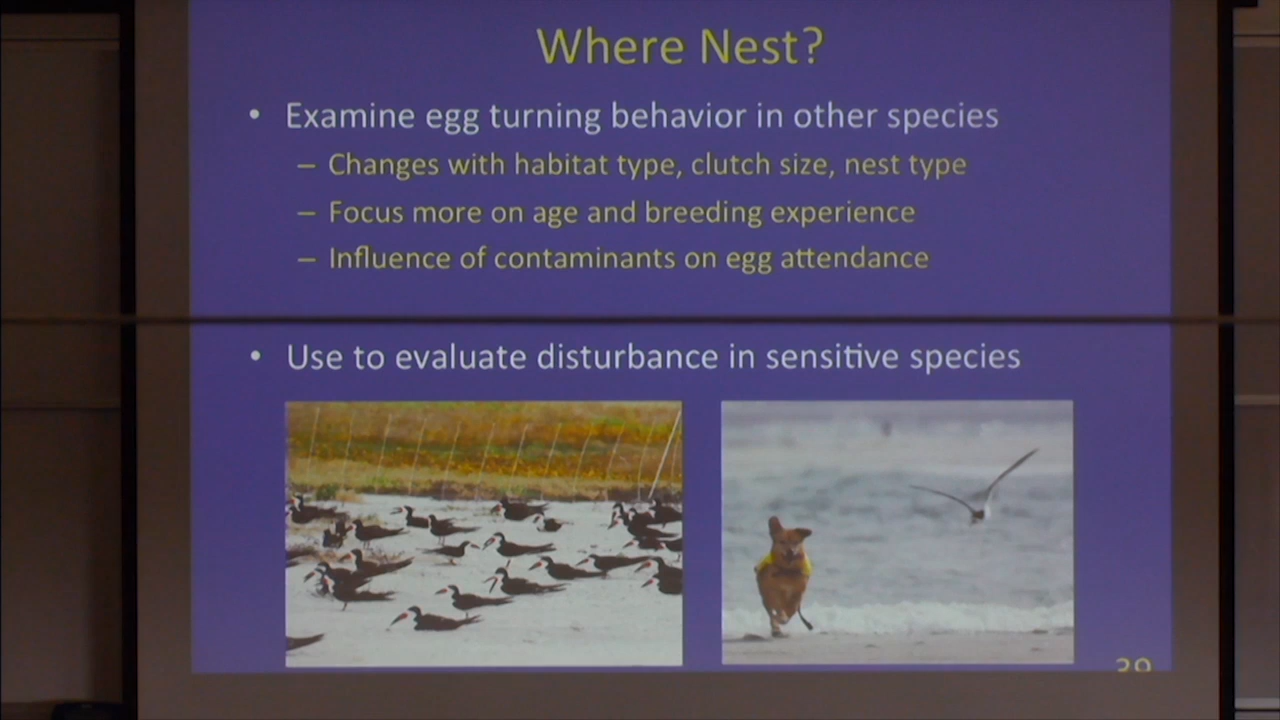 Where Nest?
• Examine egg turning behavior in other species
– Changes with habitat type, clutch size, nest type
– Focus more on age and breeding experience
– Influence of contaminants on egg attendance
• Use to evaluate disturbance in sensitive species